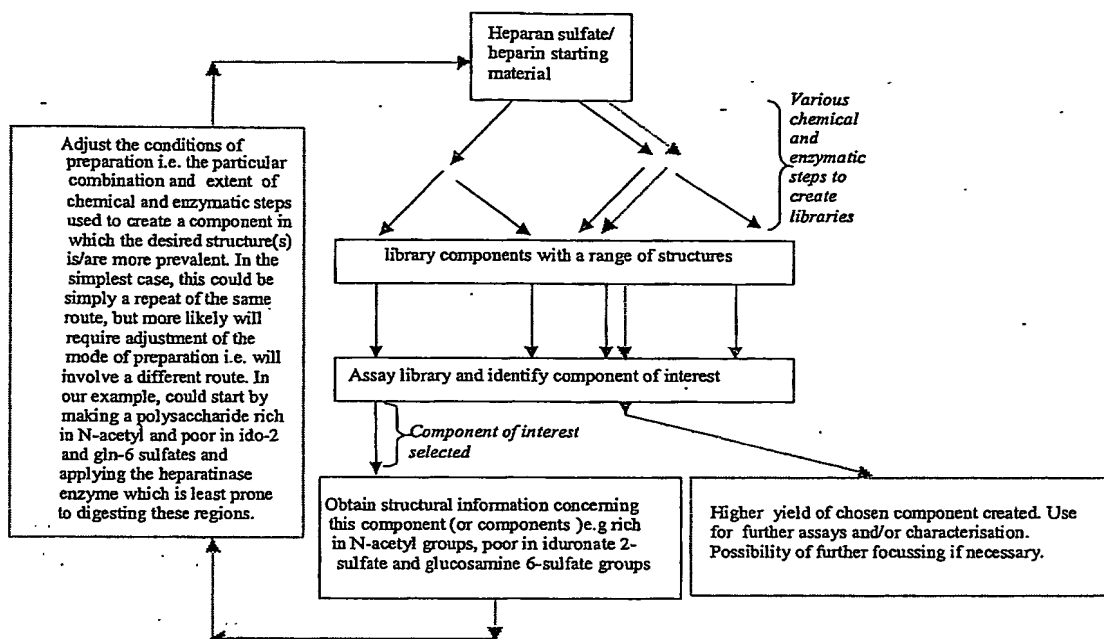 Heparan sulfate/
heparin starting
material
Various
chemical
and
enzymatic
steps to
create
libraries
Adjust the conditions of
preparation i.e. the particular
combination and extent of
chemical and enzymatic steps
used to create a component in
which the desired structure(s)
is/are more prevalent. In the
simplest case, this could be
simply a repeat of the same
route, but more likely will
require adjustment of the
mode of preparation i.e. will
involve a different route. In
our example, could start by
making a polysaccharide rich
in N-acetyl and poor in ido-2
and gln-6 sulfates and
applying the heparatinase
enzyme which is least prone
to digesting these regions.
library components with a range of structures
Assay library and identify component of interest
Component of interest
selected
Obtain structural information concerning
this component (or components )e.g rich
in N-acetyl groups, poor in iduronate 2-
sulfate and glucosamine 6-sulfate groups
Higher yield of chosen component created. Use
for further assays and/or characterisation.
Possibility of further focussing if necessary.